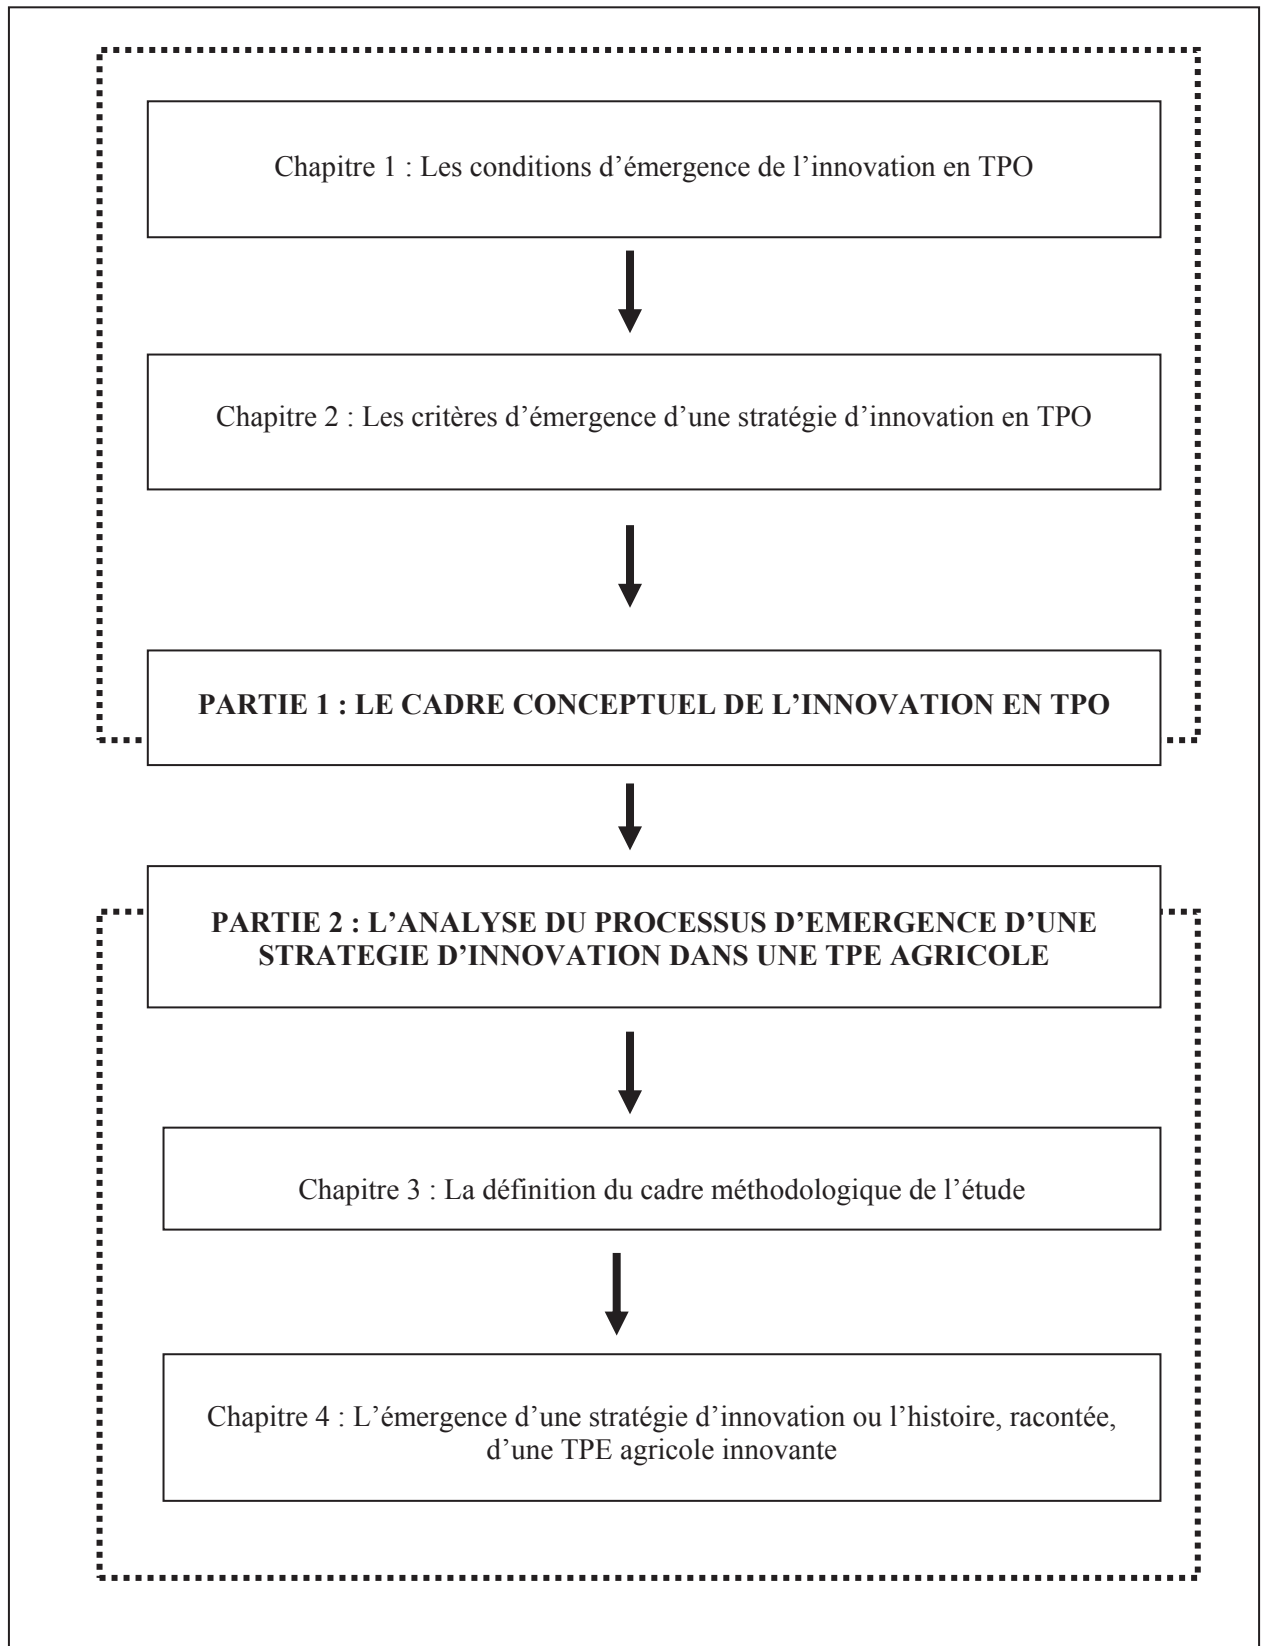 Chapitre 1 : Les conditions d’émergence de l’innovation en TPO
Chapitre 2 : Les critères d’émergence d’une stratégie d’innovation en TPO
PARTIE 1 : LE CADRE CONCEPTUEL DE L’INNOVATION EN TPO
PARTIE 2 : L’ANALYSE DU PROCESSUS D’EMERGENCE D’UNE
STRATEGIE D’INNOVATION DANS UNE TPE AGRICOLE
Chapitre 3 : La définition du cadre méthodologique de l’étude
Chapitre 4 : L’émergence d’une stratégie d’innovation ou l’histoire, racontée,
d’une TPE agricole innovante